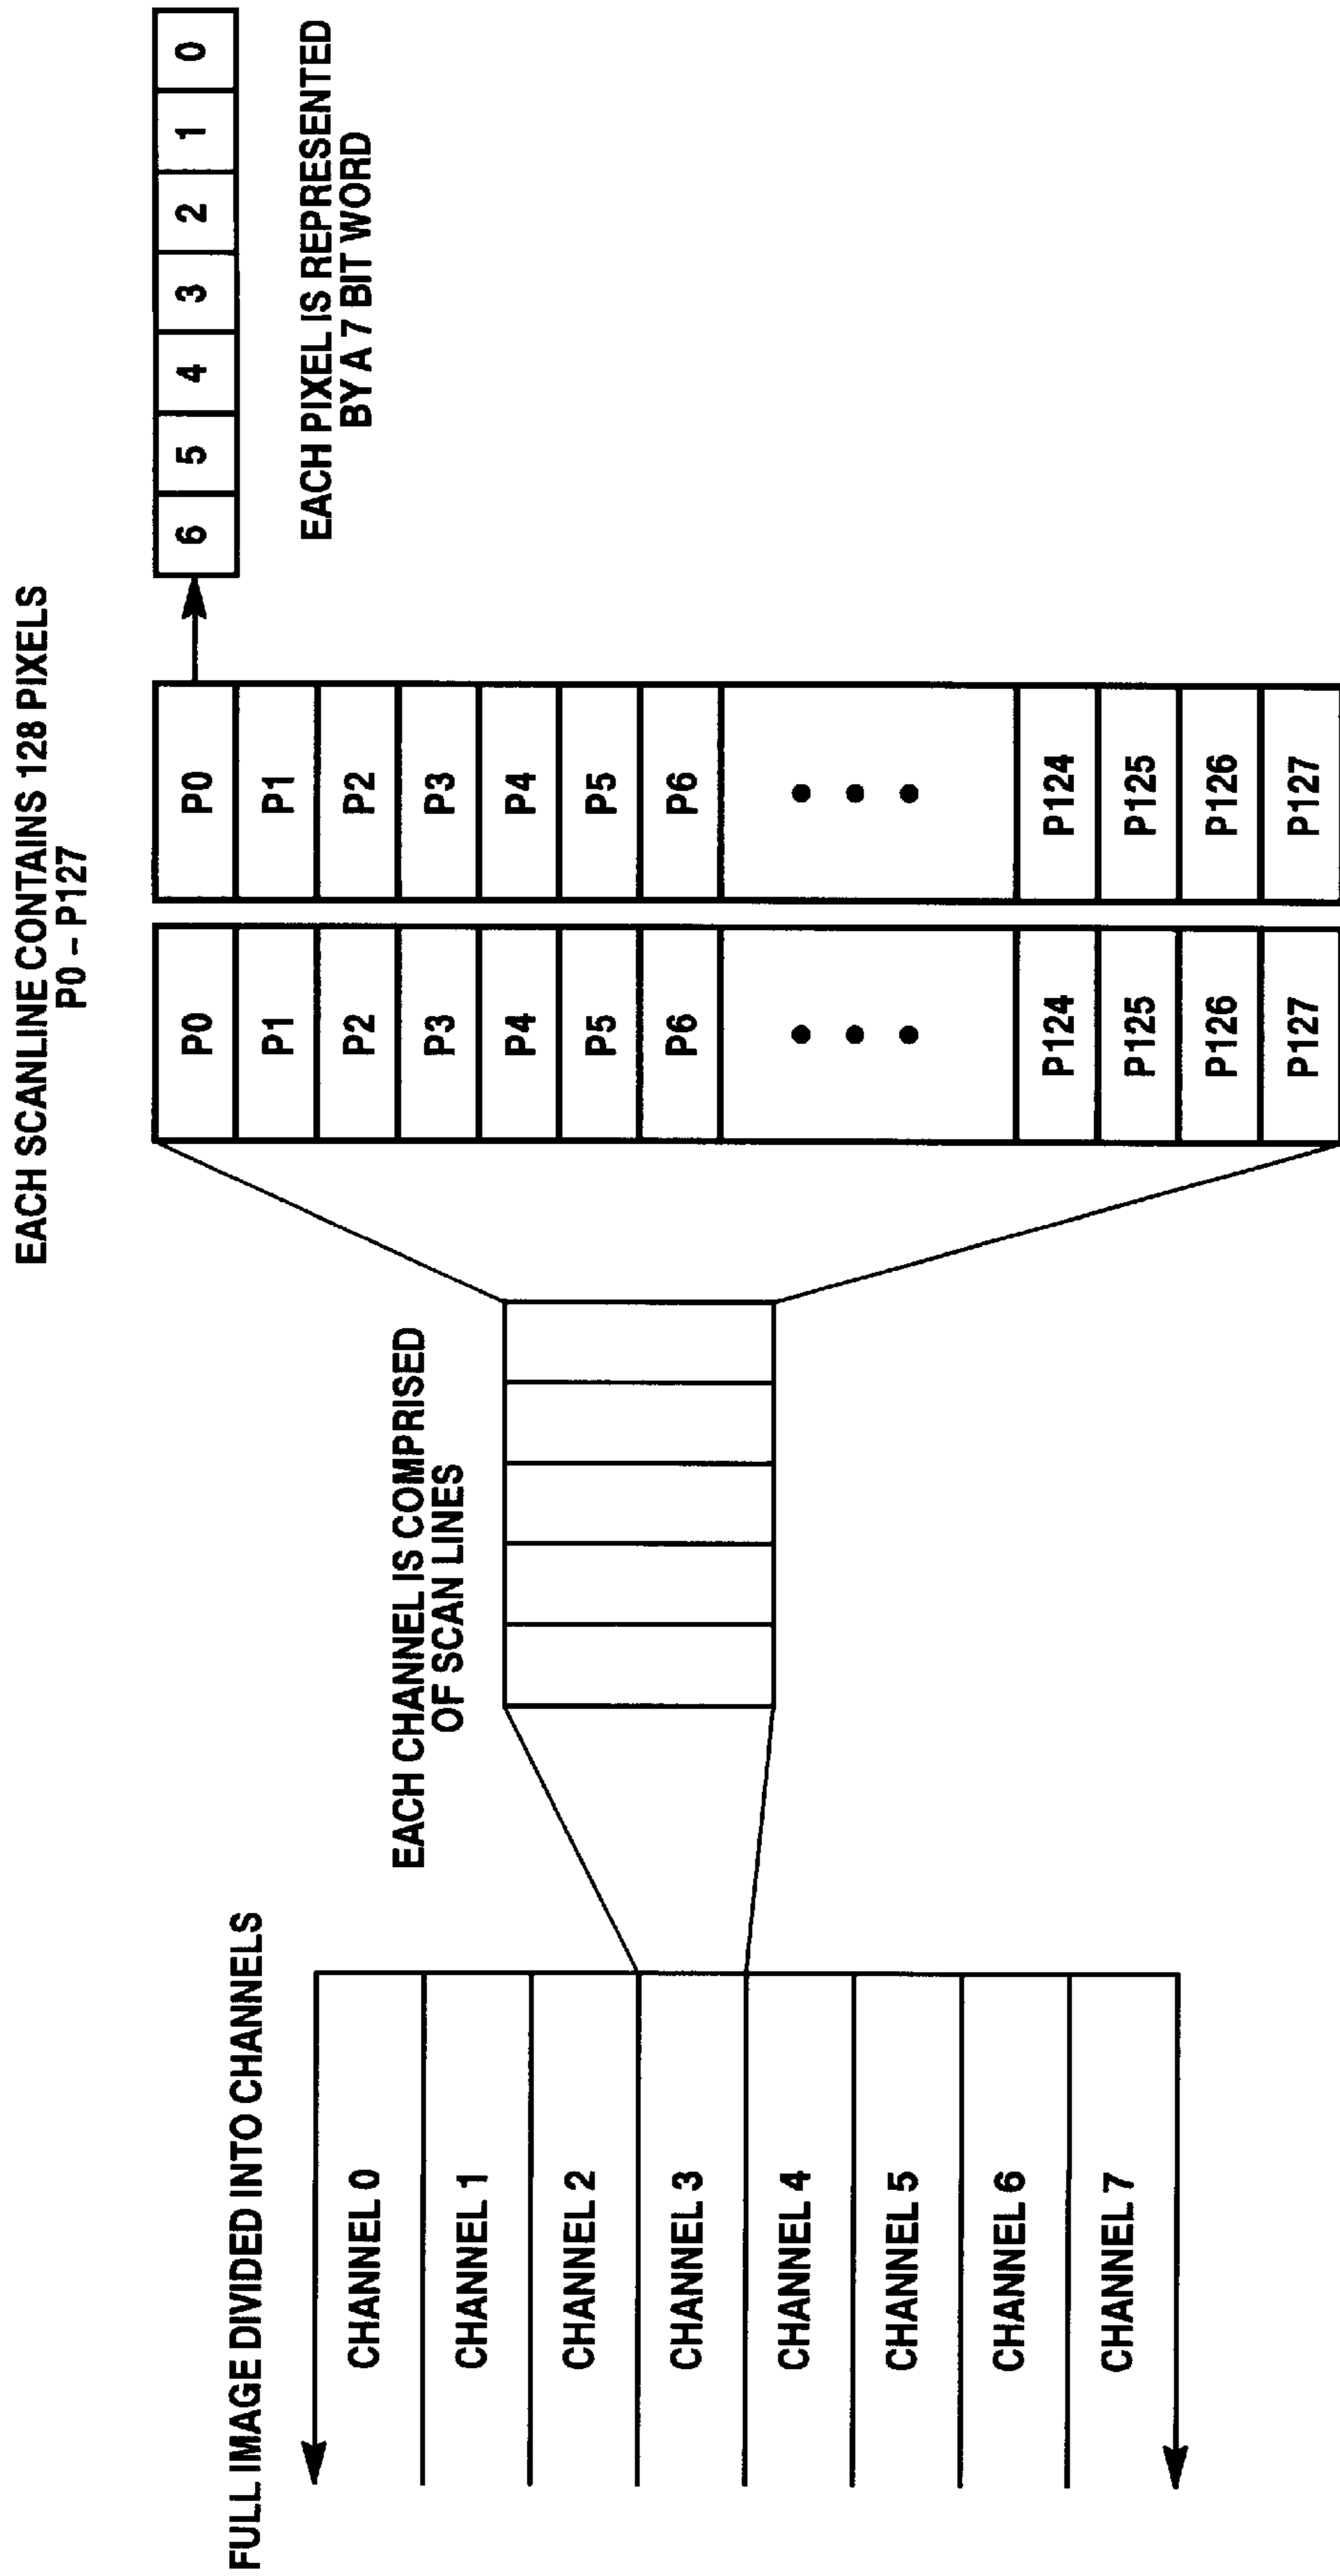 FULL IMAGE DIVIDED INTO CHANNELS
CHANNEL 0
CHANNEL 1
CHANNEL 2
CHANNEL 3
CHANNEL 4
CHANNEL 5
CHANNEL 6
CHANNEL 7
EACH CHANNEL IS COMPRISED
OF SCAN LINES
EACH SCANLINE CONTAINS 128 PIXELS
P0 – P127
P0
P1
P2
P3
P4
P5
P6
• • •
P124
P125
P126
P127
P0
P1
P2
P3
P4
P5
P6
• • •
P124
P125
P126
P127
6 5 4 3 2 1 0
EACH PIXEL IS REPRESENTED
BY A 7 BIT WORD